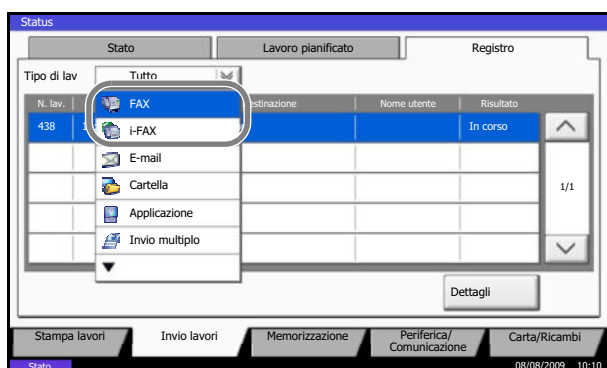 Status
Stato Lavoro pianificato Registro
Tipo di lav Tutto
N. lav. Nome utente Risultato
438 In corso
FAX
i-FAX
E-mail
Cartella
Applicazione
Invio multiplo
1/1
Dettagli
Stampa lavori Invio lavori Memorizzazione Periferica/ Comunicazione Carta/Ricambi
Stato 08/08/2009 10:10